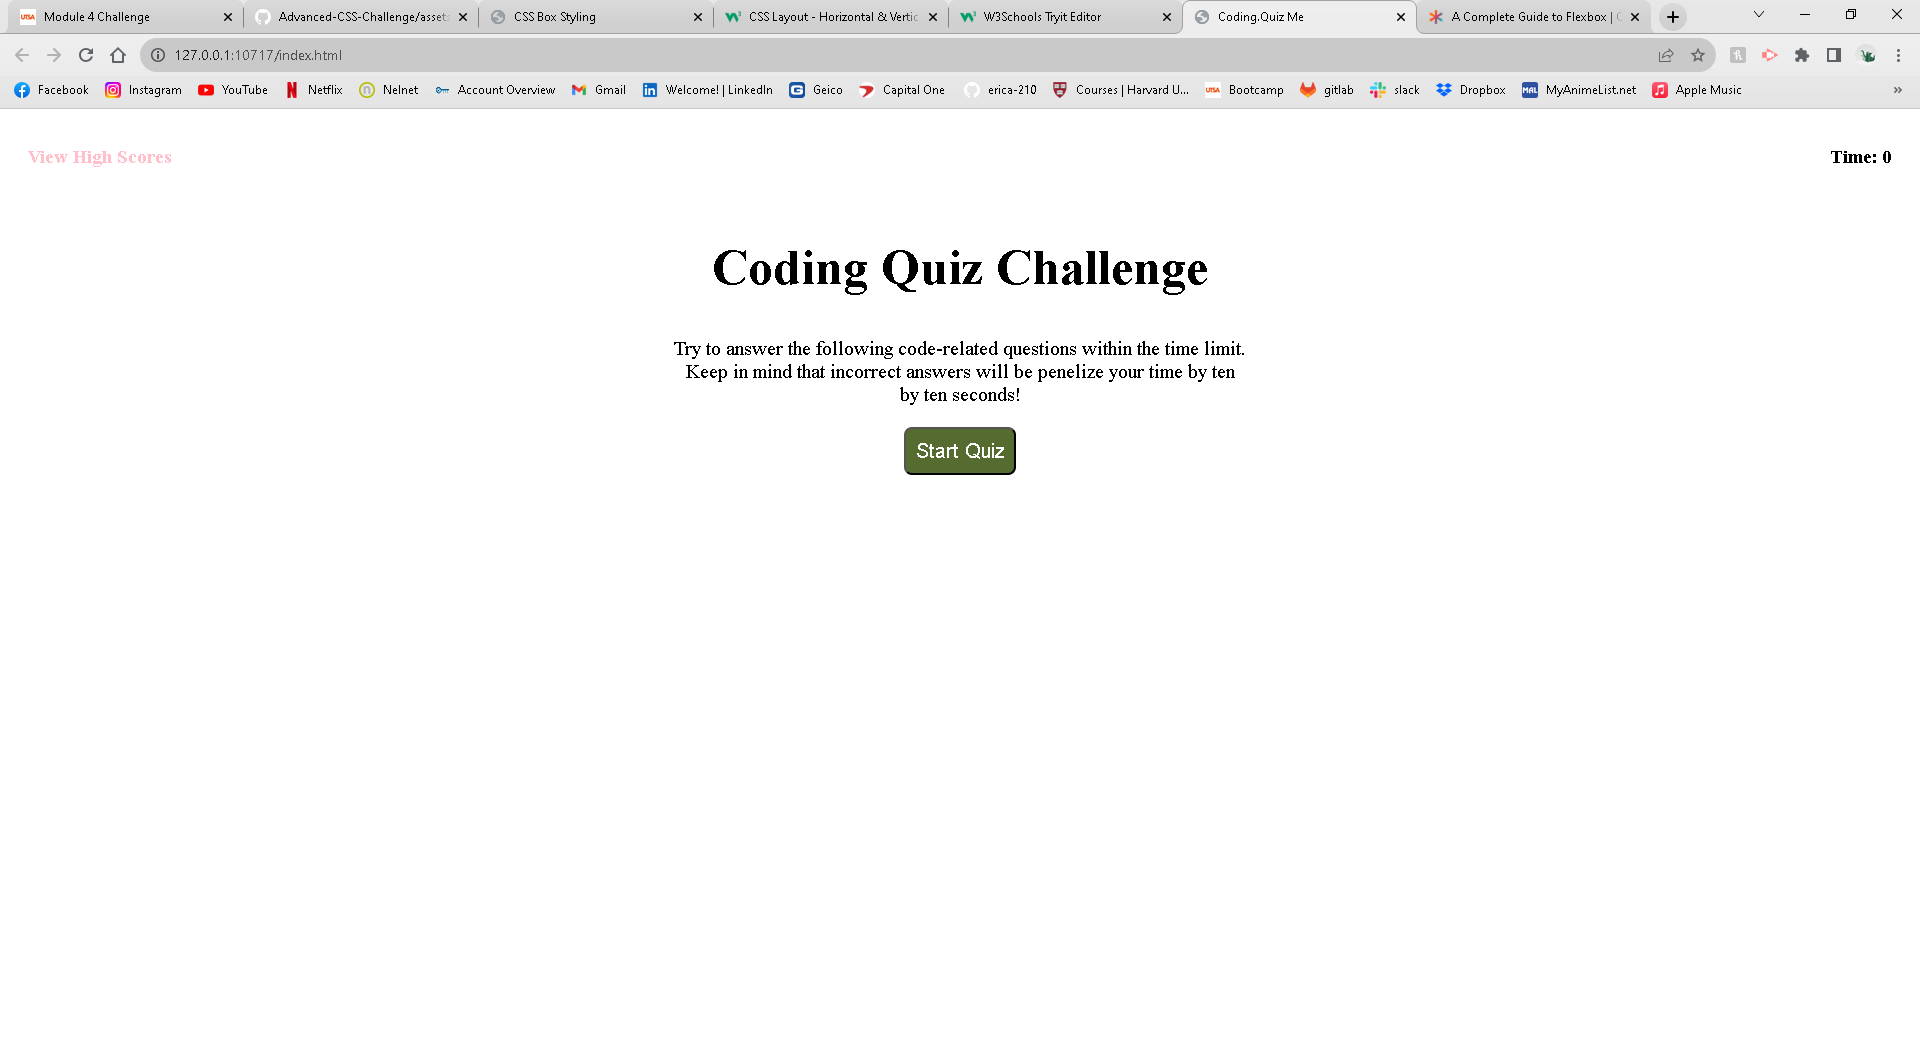 Module 4 Challenge
Advanced-CSS-Challenge/assets
CSS Box Styling
CSS Layout - Horizontal & Vertic
W3Schools Tryit Editor
Coding.Quiz Me
A Complete Guide to Flexbox |
127.0.0.1:10717/index.html
Facebook
Instagram
YouTube
Netflix
Nelnet
Account Overview
Gmail
Welcome! | LinkedIn
Geico
Capital One
erica-210
Courses | Harvard U...
UTSA Bootcamp
gitlab
slack
Dropbox
MAL MyAnimeList.net
Apple Music
View High Scores
Time: 0
Coding Quiz Challenge
Try to answer the following code-related questions within the time limit.
Keep in mind that incorrect answers will be penelize your time by ten
by ten seconds!
Start Quiz